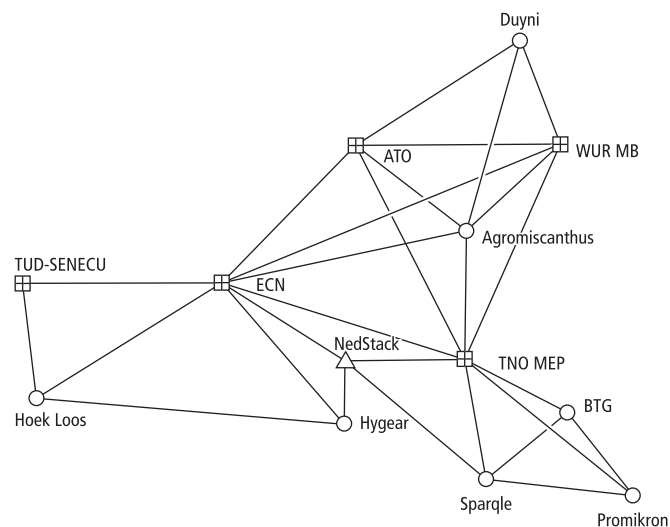 Duyni
ATO
WUR MB
Agromiscanthus
TUD-SENECU
ECN
NedStack
TNO MEP
BTG
Hoek Loos
Hygear
Sparqle
Promikron